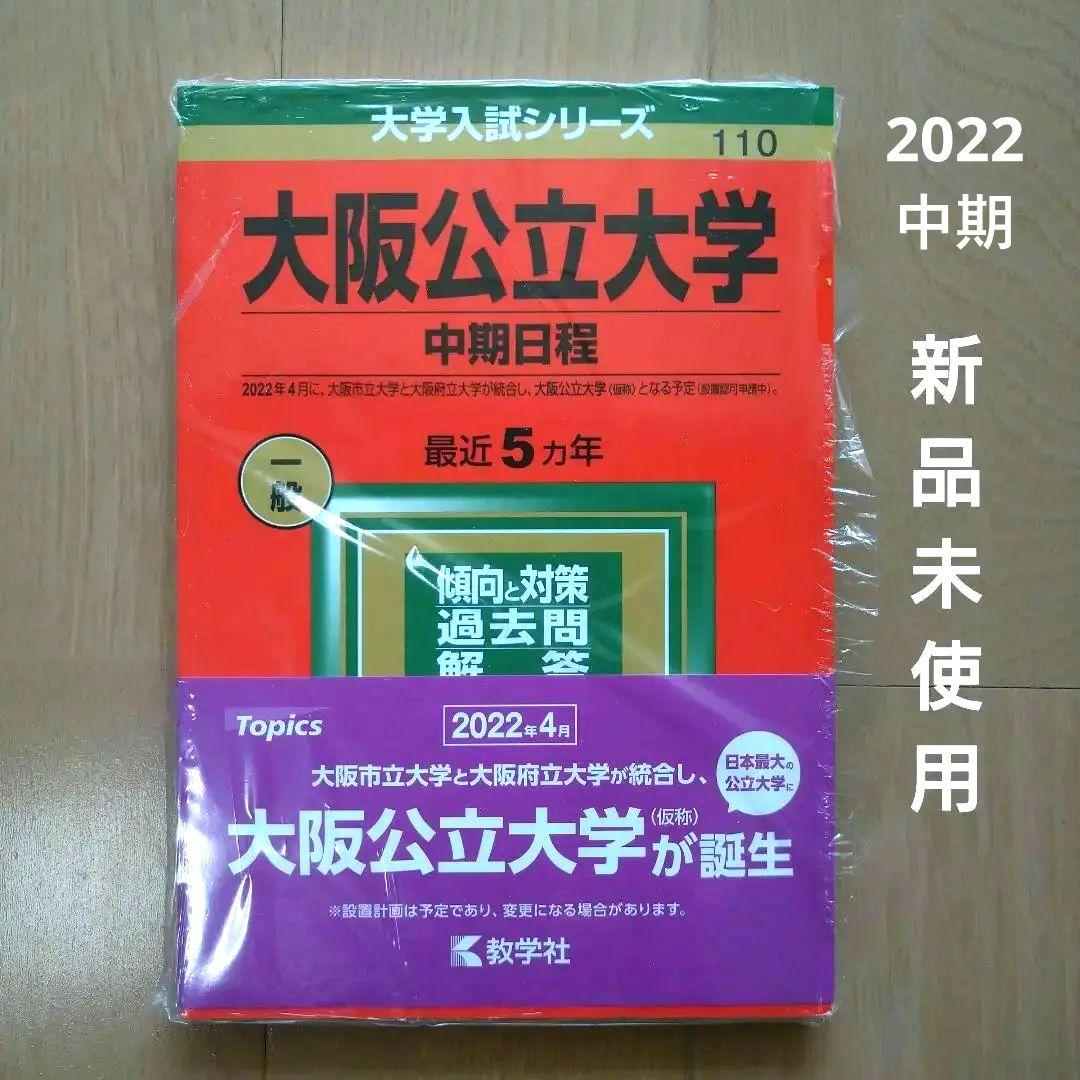 大学入試シリーズ
110
大阪公立大学
中期日程
2022年4月に、大阪市立大学と大阪府立大学が統合し、大阪公立大学(仮称)となる予定(設置認可申請中)。
一般
最近5カ年
傾向と対策
過去問
解答
Topics
2022年4月
大阪市立大学と大阪府立大学が統合し、
日本最大の
公立大学に
大阪公立大学(仮称)が誕生
※設置計画は予定であり、変更になる場合があります。
教学社
2022
中期
新品未使用